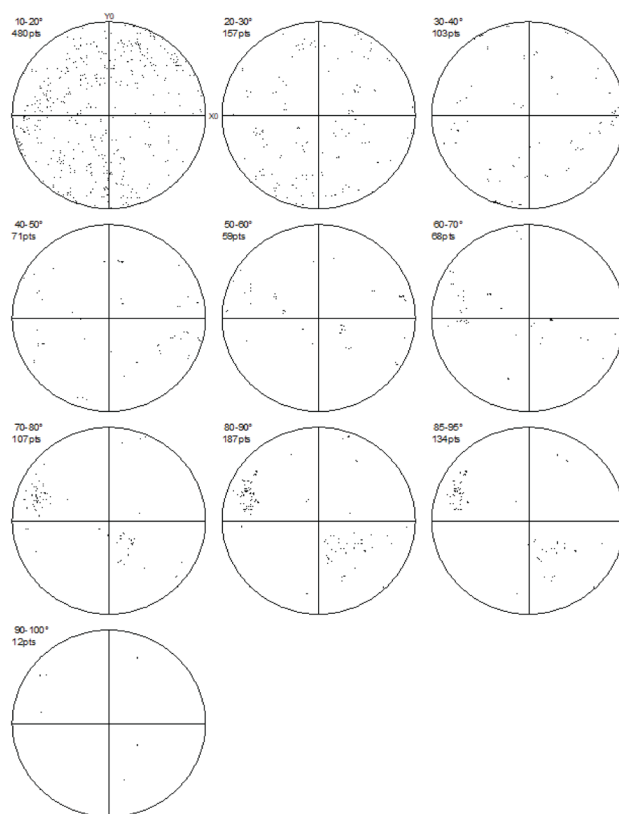 10-20°
480pts
Y0
X0
20-30°
157pts
30-40°
103pts
40-50°
71pts
50-60°
59pts
60-70°
68pts
70-80°
107pts
80-90°
187pts
85-95°
134pts
90-100°
12pts